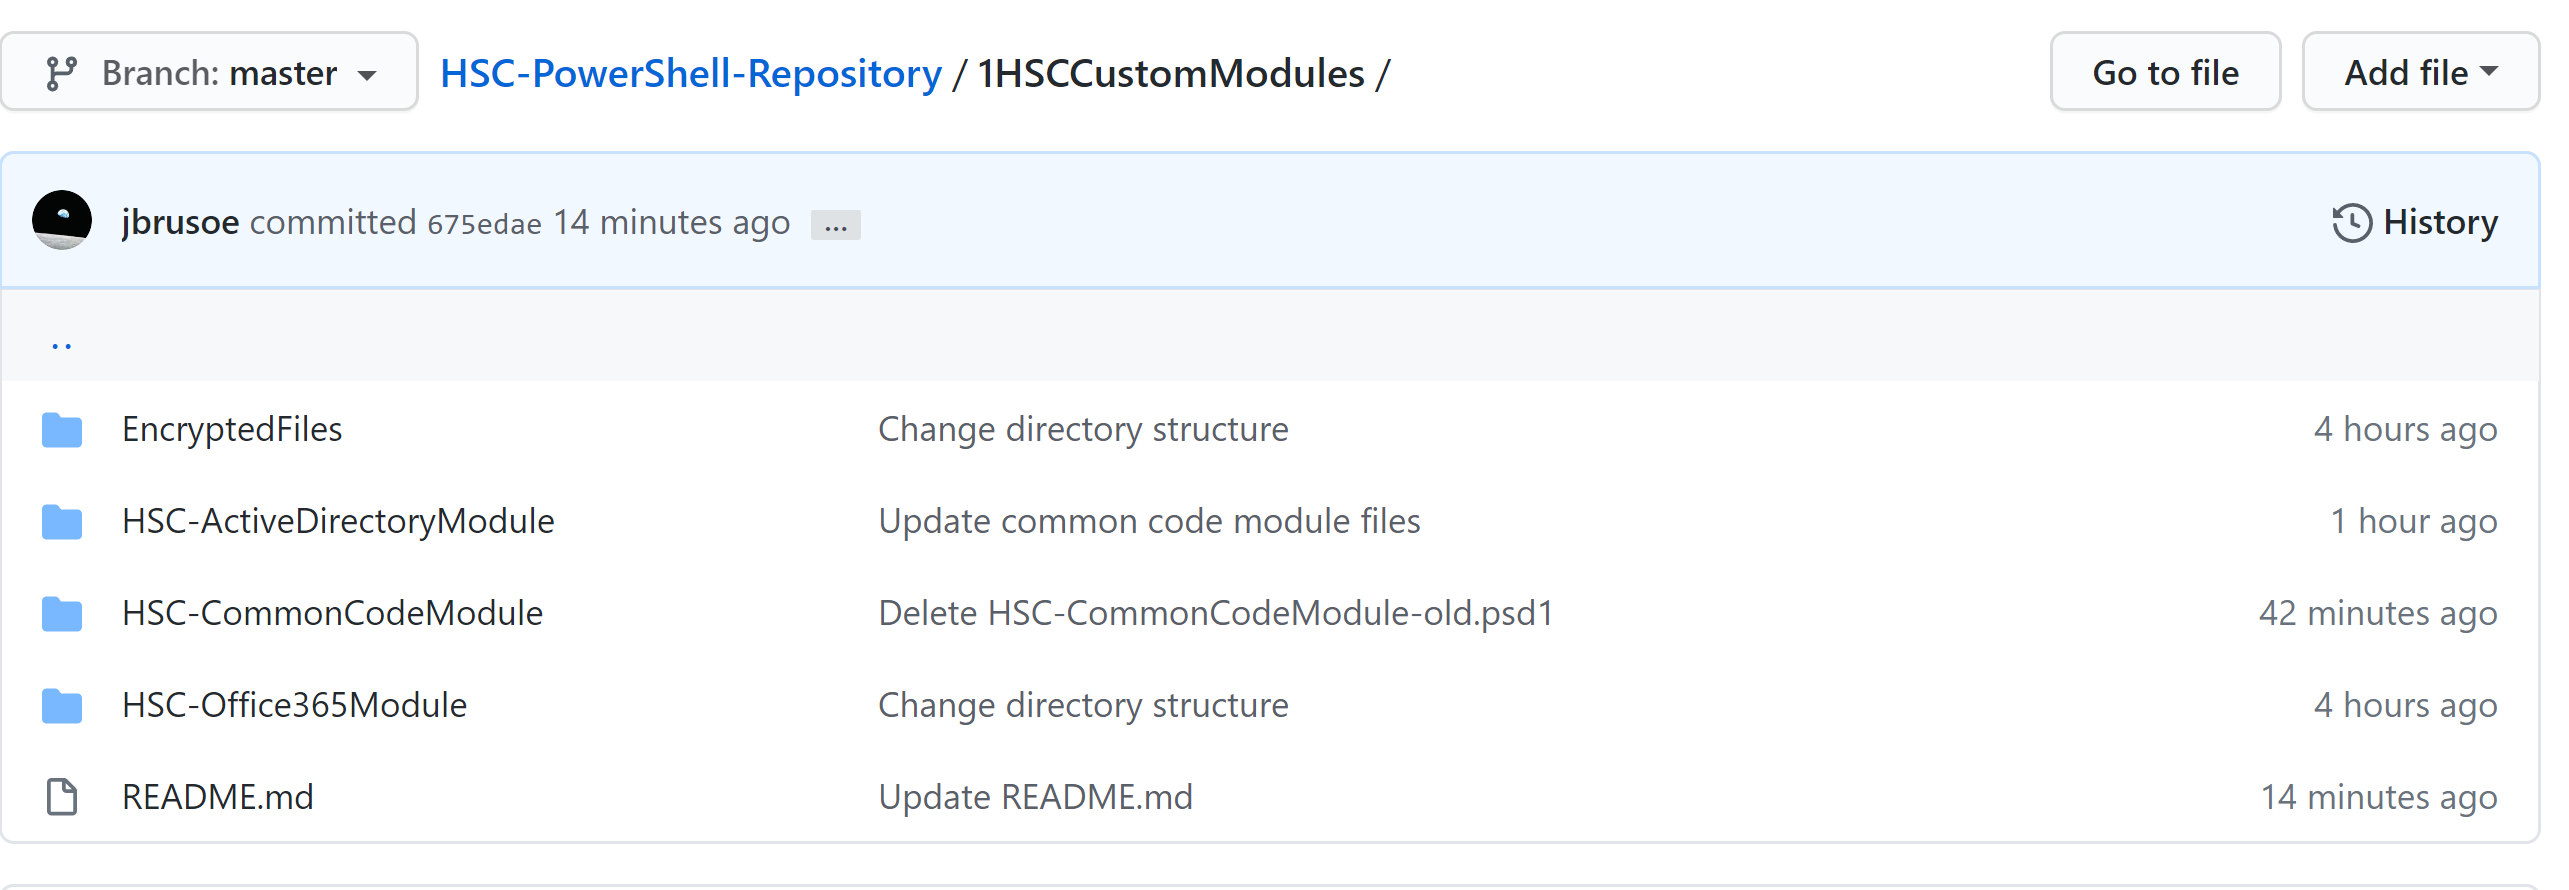 Branch: master HSC-PowerShell-Repository / 1HSCCustomModules / Go to file Add file
jbrusoe committed 675edae 14 minutes ago ... History
..
EncryptedFiles Change directory structure 4 hours ago
HSC-ActiveDirectoryModule Update common code module files 1 hour ago
HSC-CommonCodeModule Delete HSC-CommonCodeModule-old.psd1 42 minutes ago
HSC-Office365Module Change directory structure 4 hours ago
README.md Update README.md 14 minutes ago